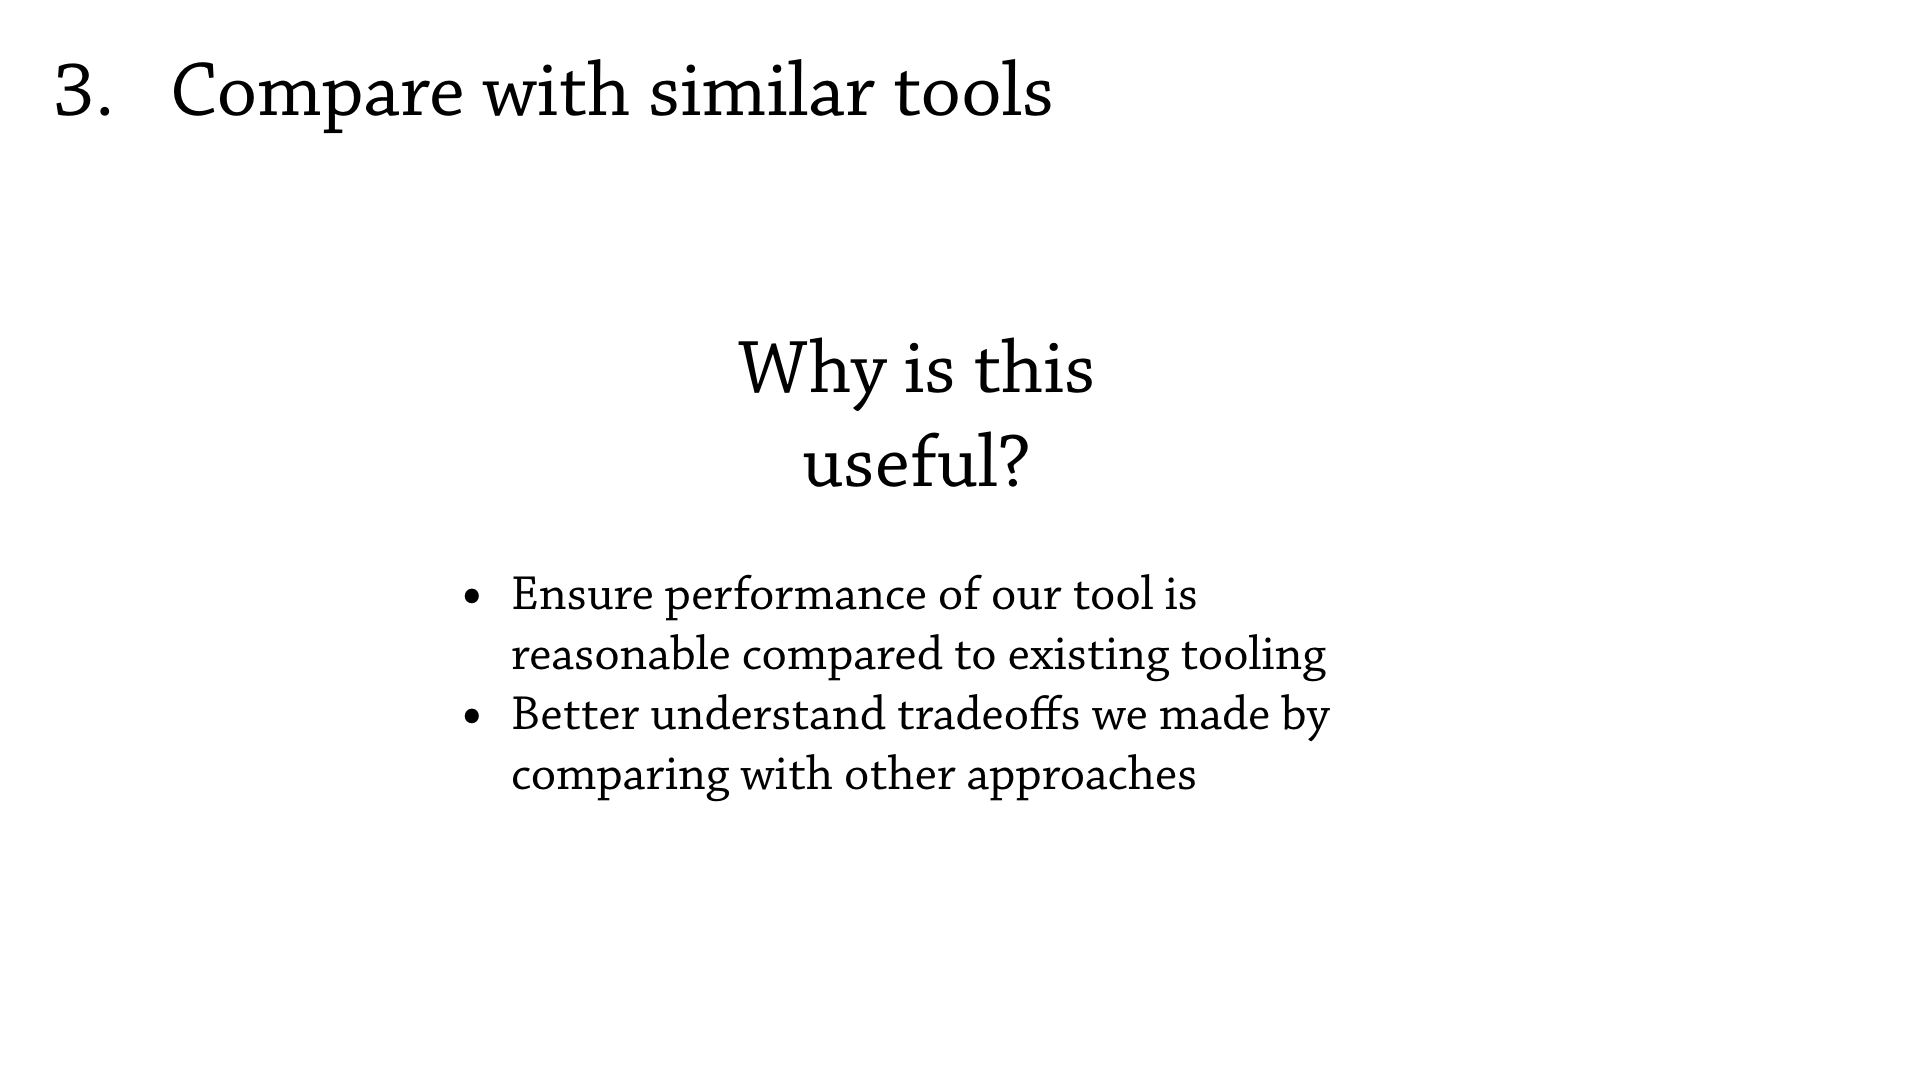 3. Compare with similar tools
Why is this
useful?
• Ensure performance of our tool is
reasonable compared to existing tooling
• Better understand tradeoffs we made by
comparing with other approaches